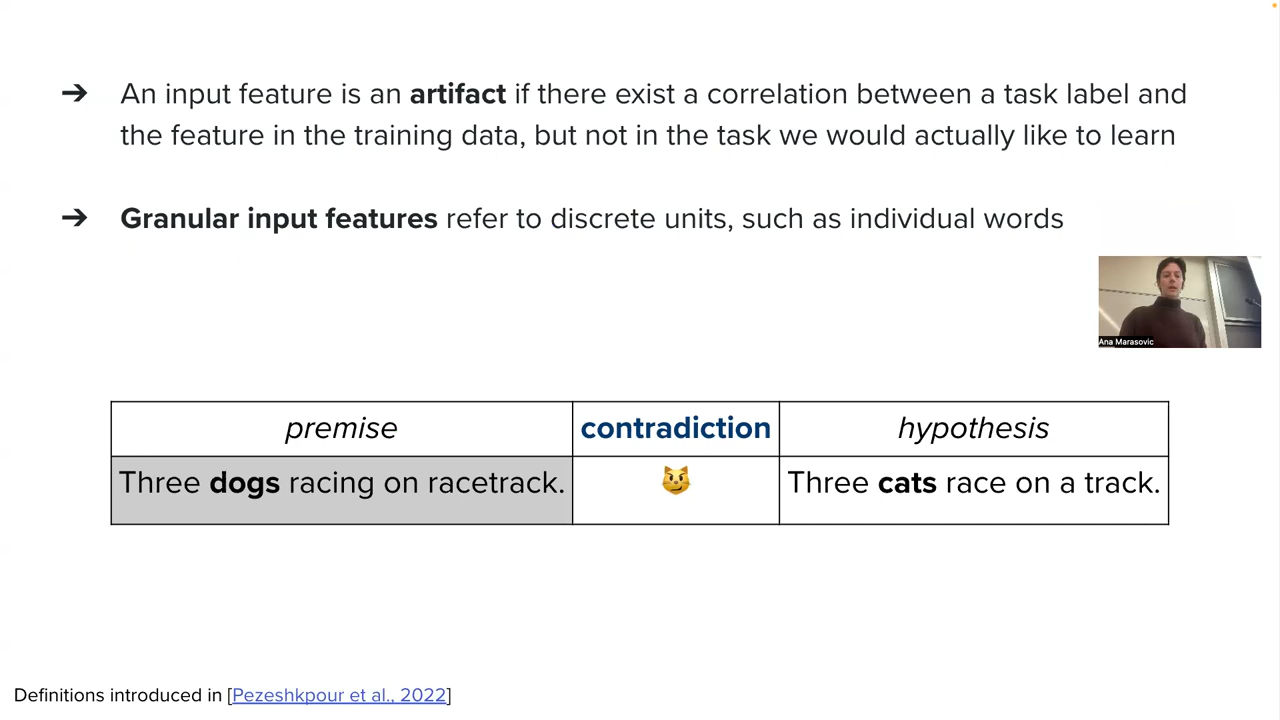 ➔ An input feature is an artifact if there exist a correlation between a task label and
the feature in the training data, but not in the task we would actually like to learn
➔ Granular input features refer to discrete units, such as individual words
Ana Marasovic
premise contradiction hypothesis
Three dogs racing on racetrack. 😼 Three cats race on a track.
Definitions introduced in [Pezeshkpour et al., 2022]